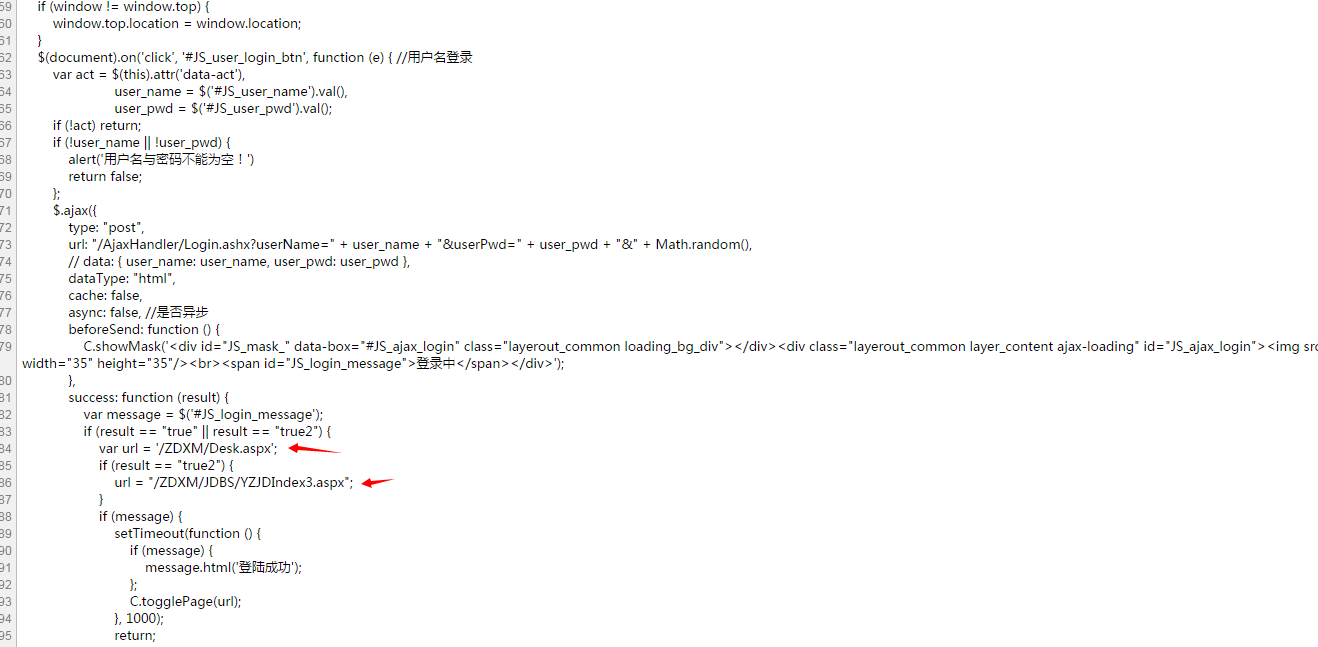 59 if (window != window.top) {
60 window.top.location = window.location;
61 }
62 $(document).on('click', '#JS_user_login_btn', function (e) { //用户名登录
63 var act = $(this).attr('data-act'),
64 user_name = $('#JS_user_name').val(),
65 user_pwd = $('#JS_user_pwd').val();
66 if (!act) return;
67 if (!user_name || !user_pwd) {
68 alert('用户名与密码不能为空！')
69 return false;
70 };
71 $.ajax({
72 type: "post",
73 url: "/AjaxHandler/Login.ashx?userName=" + user_name + "&userPwd=" + user_pwd + "&" + Math.random(),
74 // data: { user_name: user_name, user_pwd: user_pwd },
75 dataType: "html",
76 cache: false,
77 async: false, //是否异步
78 beforeSend: function () {
79 C.showMask('<div id="JS_mask_" data-box="#JS_ajax_login" class="layerout_common loading_bg_div"></div><div class="layerout_common layer_content ajax-loading" id="JS_ajax_login"><img src
width="35" height="35"/><br><span id="JS_login_message">登录中</span></div>');
80 },
81 success: function (result) {
82 var message = $('#JS_login_message');
83 if (result == "true" || result == "true2") {
84 var url = '/ZDXM/Desk.aspx';
85 if (result == "true2") {
86 url = "/ZDXM/JDBS/YZJDIndex3.aspx";
87 }
88 if (message) {
89 setTimeout(function () {
90 if (message) {
91 message.html('登陆成功');
92 };
93 C.togglePage(url);
94 }, 1000);
95 return;